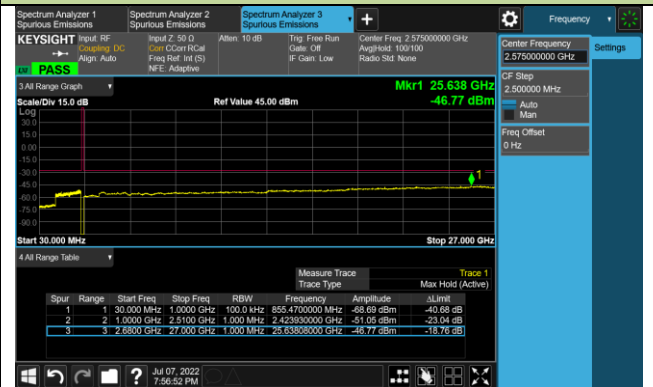 Spectrum Analyzer 1
Spurious Emissions
Spectrum Analyzer 2
Spurious Emissions
Spectrum Analyzer 3
Spurious Emissions
Frequency
KEYSIGHT
Input: RF
Coupling: DC
Align: Auto
Input Z: 50 Ω
Corr CCorr RCal
Freq Ref: Int (S)
NFE: Adaptive
Atten: 10 dB
Trig: Free Run
Gate: Off
IF Gain: Low
Center Freq: 2.575000000 GHz
Avg|Hold: 100/100
Radio Std: None
PASS
Center Frequency
2.575000000 GHz
Settings
CF Step
2.500000 MHz
Auto
Man
Freq Offset
0 Hz
3 All Range Graph
Mkr1 25.638 GHz
Scale/Div 15.0 dB
Ref Value 45.00 dBm
-46.77 dBm
Log
30.0
15.0
0.00
-15.0
-30.0
-45.0
-60.0
-75.0
-90.0
1
Start 30.000 MHz
Stop 27.000 GHz
4 All Range Table
Measure Trace Trace 1
Trace Type Max Hold (Active)
Spur Range Start Freq Stop Freq RBW Frequency Amplitude ΔLimit
1 1 30.000 MHz 1.0000 GHz 100.0 kHz 855.4700000 MHz -68.69 dBm -40.68 dB
2 2 1.0000 GHz 2.5100 GHz 1.000 MHz 2.423930000 GHz -51.05 dBm -23.04 dB
3 3 2.6800 GHz 27.000 GHz 1.000 MHz 25.63808000 GHz -46.77 dBm -18.76 dB
Jul 07, 2022
7:56:52 PM